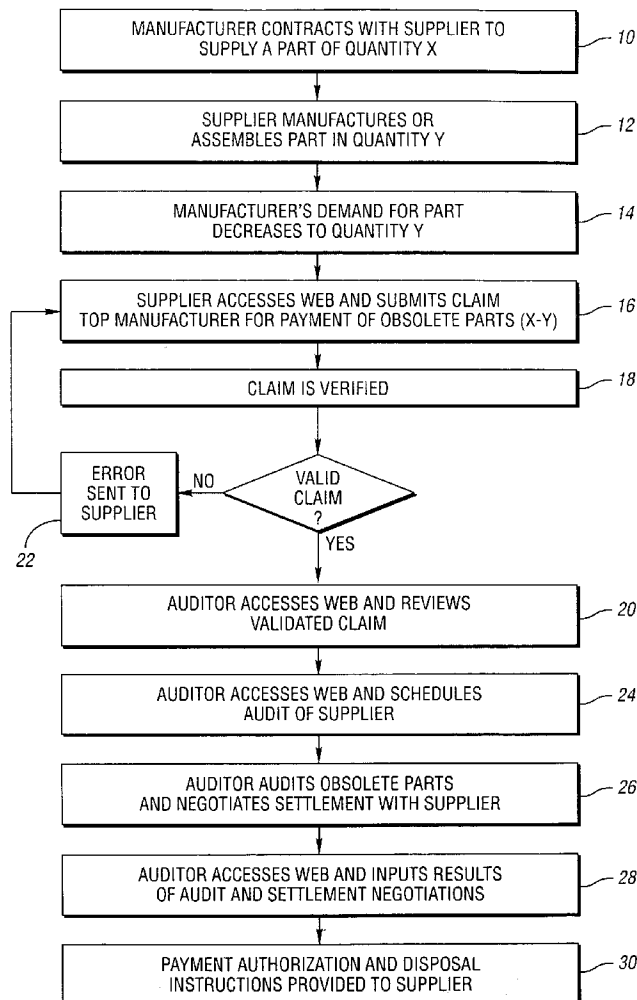 MANUFACTURER CONTRACTS WITH SUPPLIER TO
SUPPLY A PART OF QUANTITY X
10
SUPPLIER MANUFACTURES OR
ASSEMBLES PART IN QUANTITY Y
12
MANUFACTURER'S DEMAND FOR PART
DECREASES TO QUANTITY Y
14
SUPPLIER ACCESSES WEB AND SUBMITS CLAIM
TOP MANUFACTURER FOR PAYMENT OF OBSOLETE PARTS (X-Y)
16
CLAIM IS VERIFIED
18
ERROR
SENT TO
SUPPLIER
22
NO
VALID
CLAIM
?
YES
AUDITOR ACCESSES WEB AND REVIEWS
VALIDATED CLAIM
20
AUDITOR ACCESSES WEB AND SCHEDULES
AUDIT OF SUPPLIER
24
AUDITOR AUDITS OBSOLETE PARTS
AND NEGOTIATES SETTLEMENT WITH SUPPLIER
26
AUDITOR ACCESSES WEB AND INPUTS RESULTS
OF AUDIT AND SETTLEMENT NEGOTIATIONS
28
PAYMENT AUTHORIZATION AND DISPOSAL
INSTRUCTIONS PROVIDED TO SUPPLIER
30